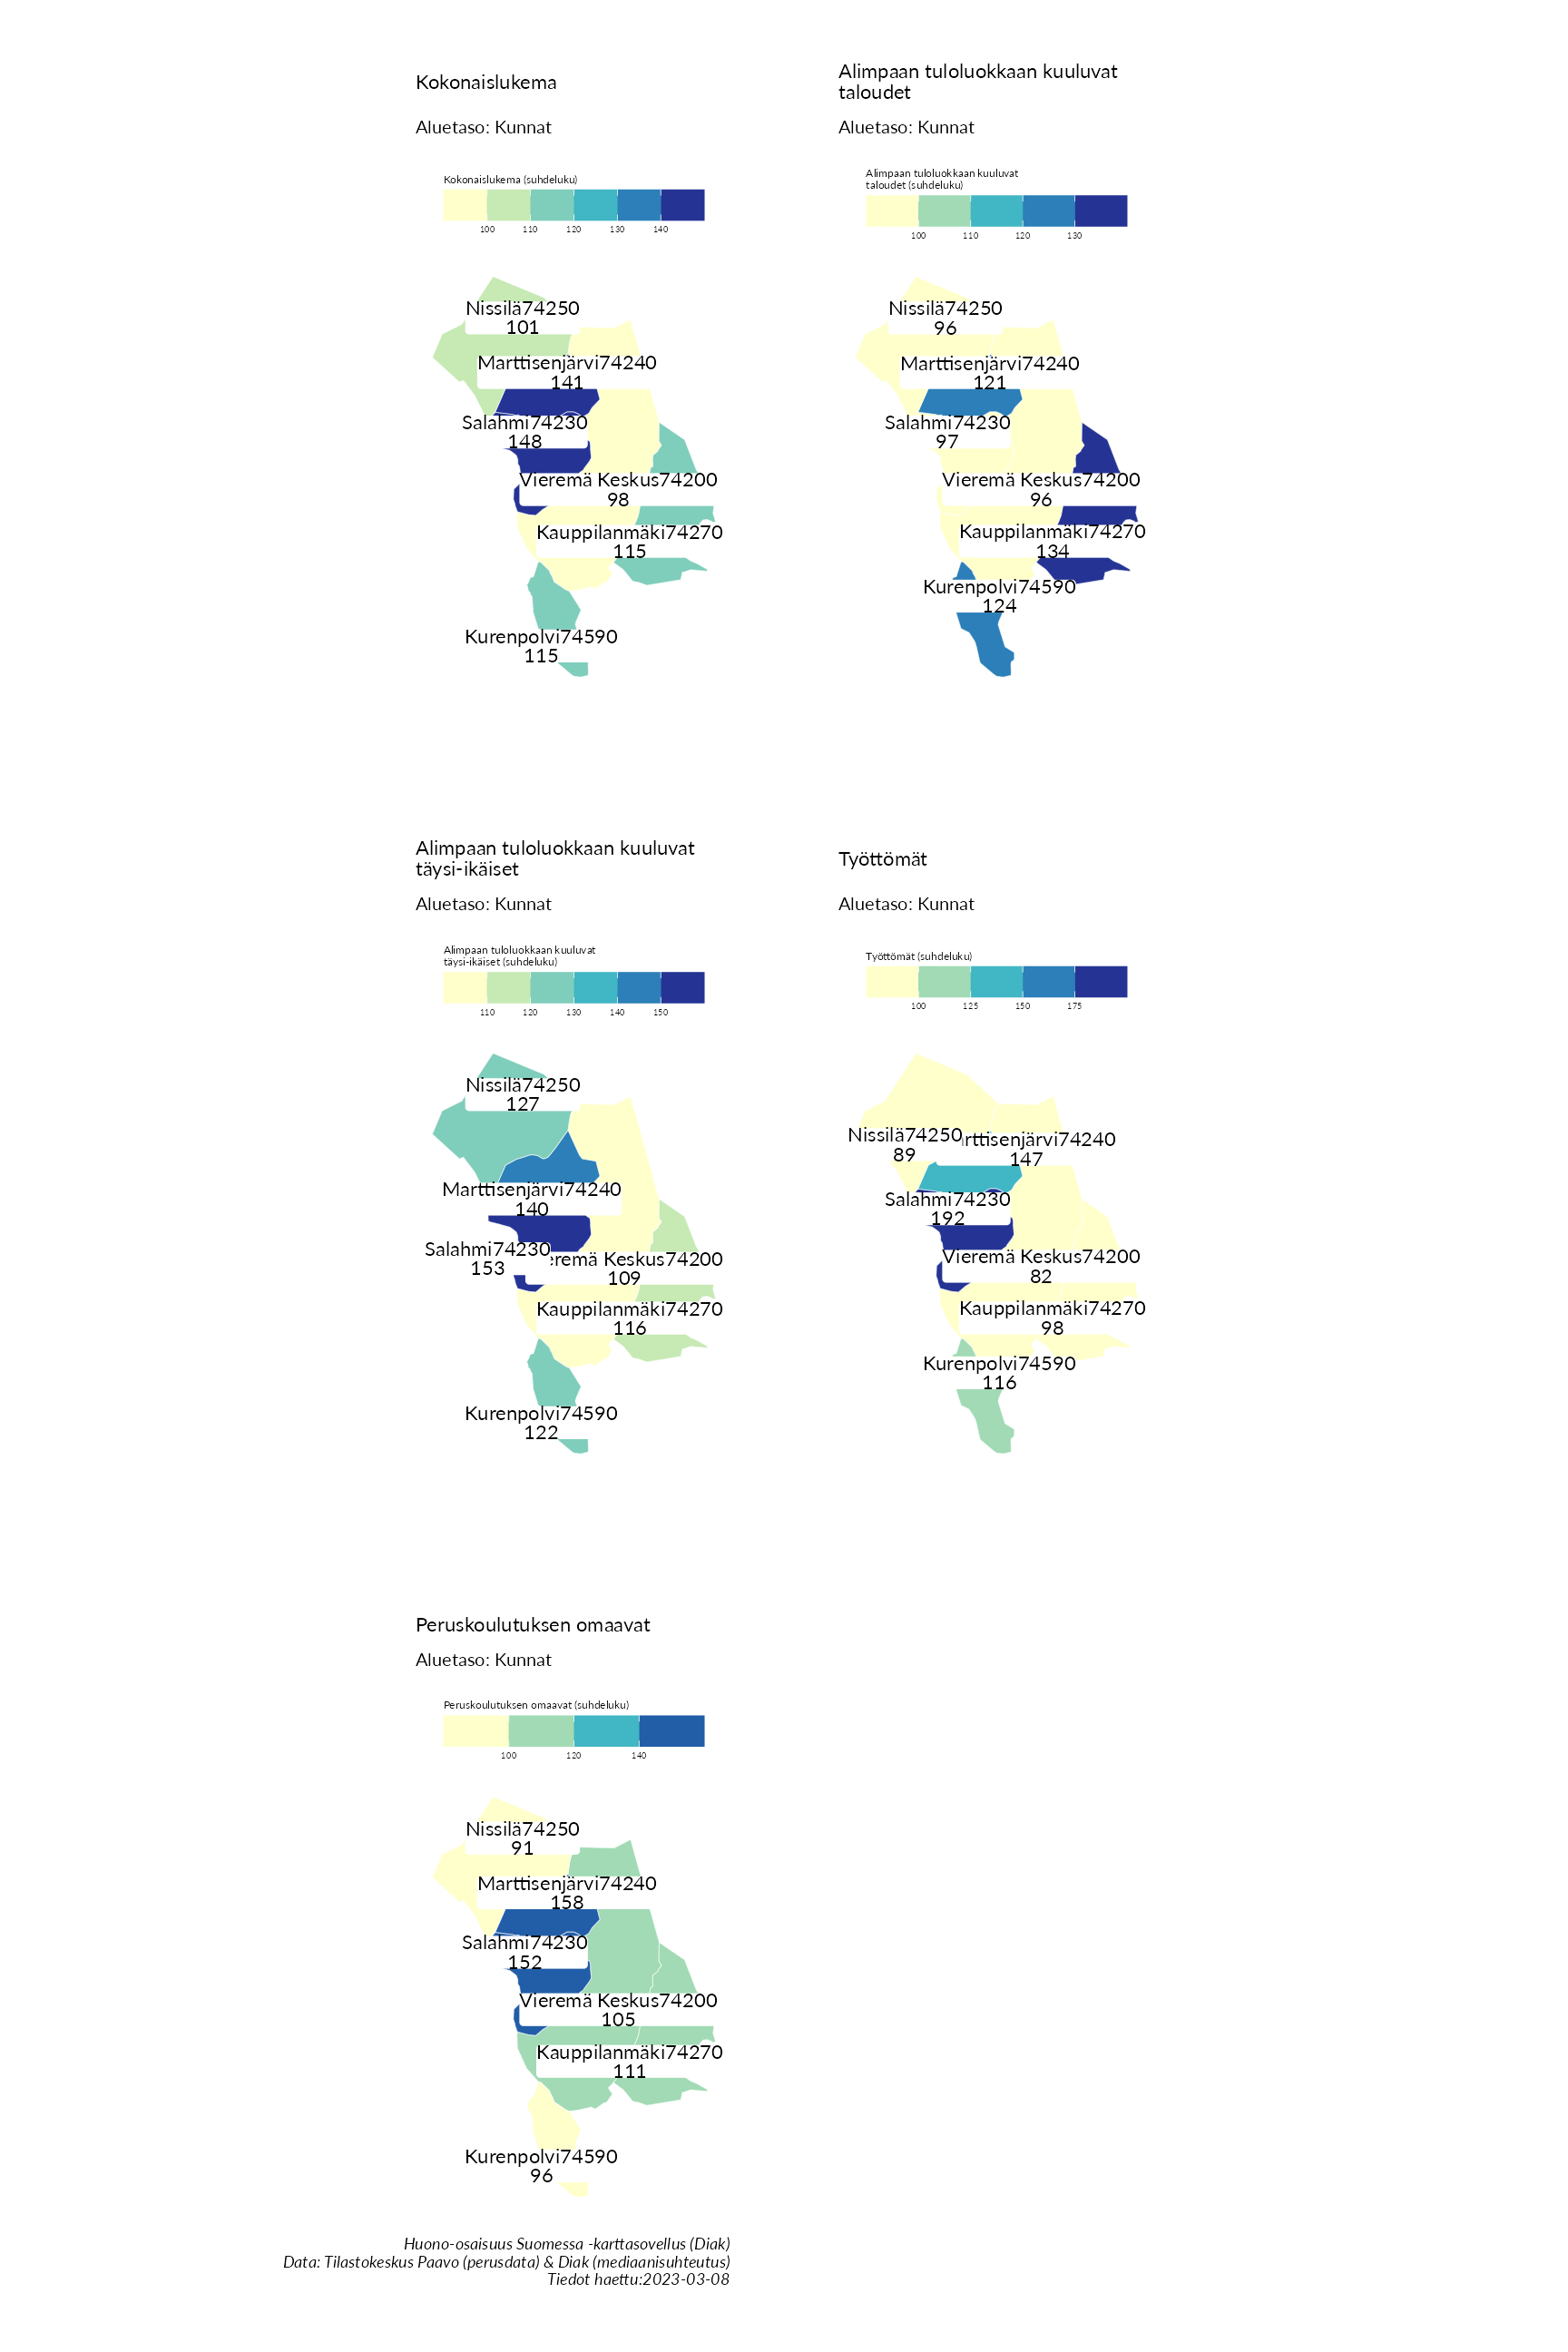 Kokonaislukema
Aluetaso: Kunnat
Kokonaislukema (suhdeluku)
100 110 120 130 140
Nissilä74250
101
Marttisenjärvi74240
141
Salahmi74230
148
Vieremä Keskus74200
98
Kauppilanmäki74270
115
Kurenpolvi74590
115
Alimpaan tuloluokkaan kuuluvat
taloudet
Aluetaso: Kunnat
Alimpaan tuloluokkaan kuuluvat
taloudet (suhdeluku)
100 110 120 130
Nissilä74250
96
Marttisenjärvi74240
121
Salahmi74230
97
Vieremä Keskus74200
96
Kauppilanmäki74270
134
Kurenpolvi74590
124
Alimpaan tuloluokkaan kuuluvat
täysi-ikäiset
Aluetaso: Kunnat
Alimpaan tuloluokkaan kuuluvat
täysi-ikäiset (suhdeluku)
110 120 130 140 150
Nissilä74250
127
Marttisenjärvi74240
140
Salahmi74230
153
eremä Keskus74200
109
Kauppilanmäki74270
116
Kurenpolvi74590
122
Työttömät
Aluetaso: Kunnat
Työttömät (suhdeluku)
100 125 150 175
Nissilä74250
89
rttisenjärvi74240
147
Salahmi74230
192
Vieremä Keskus74200
82
Kauppilanmäki74270
98
Kurenpolvi74590
116
Peruskoulutuksen omaavat
Aluetaso: Kunnat
Peruskoulutuksen omaavat (suhdeluku)
100 120 140
Nissilä74250
91
Marttisenjärvi74240
158
Salahmi74230
152
Vieremä Keskus74200
105
Kauppilanmäki74270
111
Kurenpolvi74590
96
Huono-osaisuus Suomessa -karttasovellus (Diak)
Data: Tilastokeskus Paavo (perusdata) & Diak (mediaanisuhteutus)
Tiedot haettu:2023-03-08